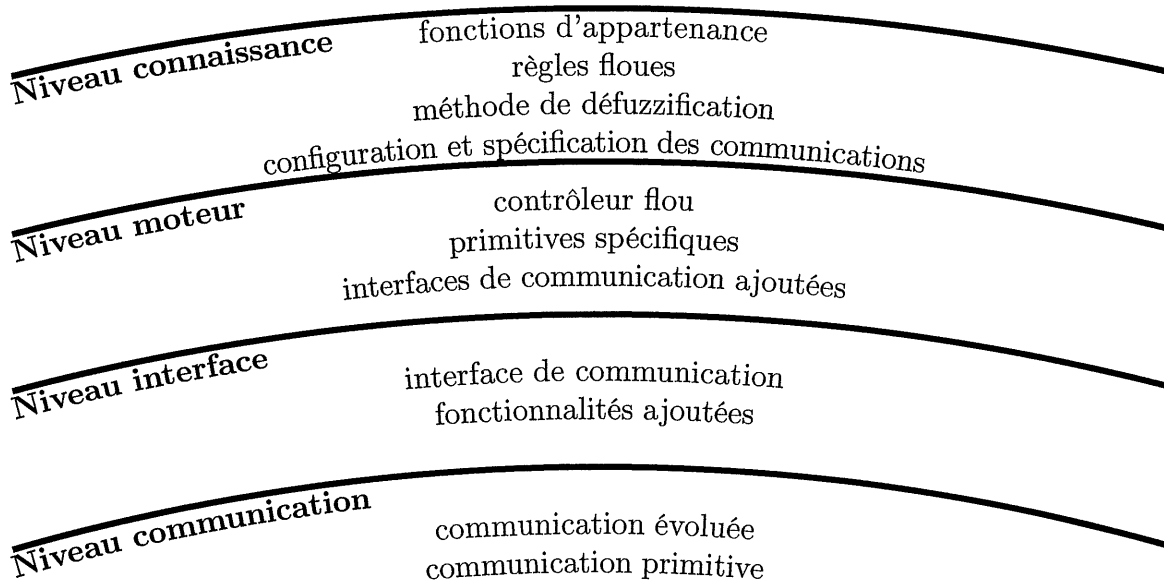 Niveau connaissance
fonctions d'appartenance
règles floues
méthode de défuzzification
configuration et spécification des communications
Niveau moteur
contrôleur flou
primitives spécifiques
interfaces de communication ajoutées
Niveau interface
interface de communication
fonctionnalités ajoutées
Niveau communication
communication évoluée
communication primitive